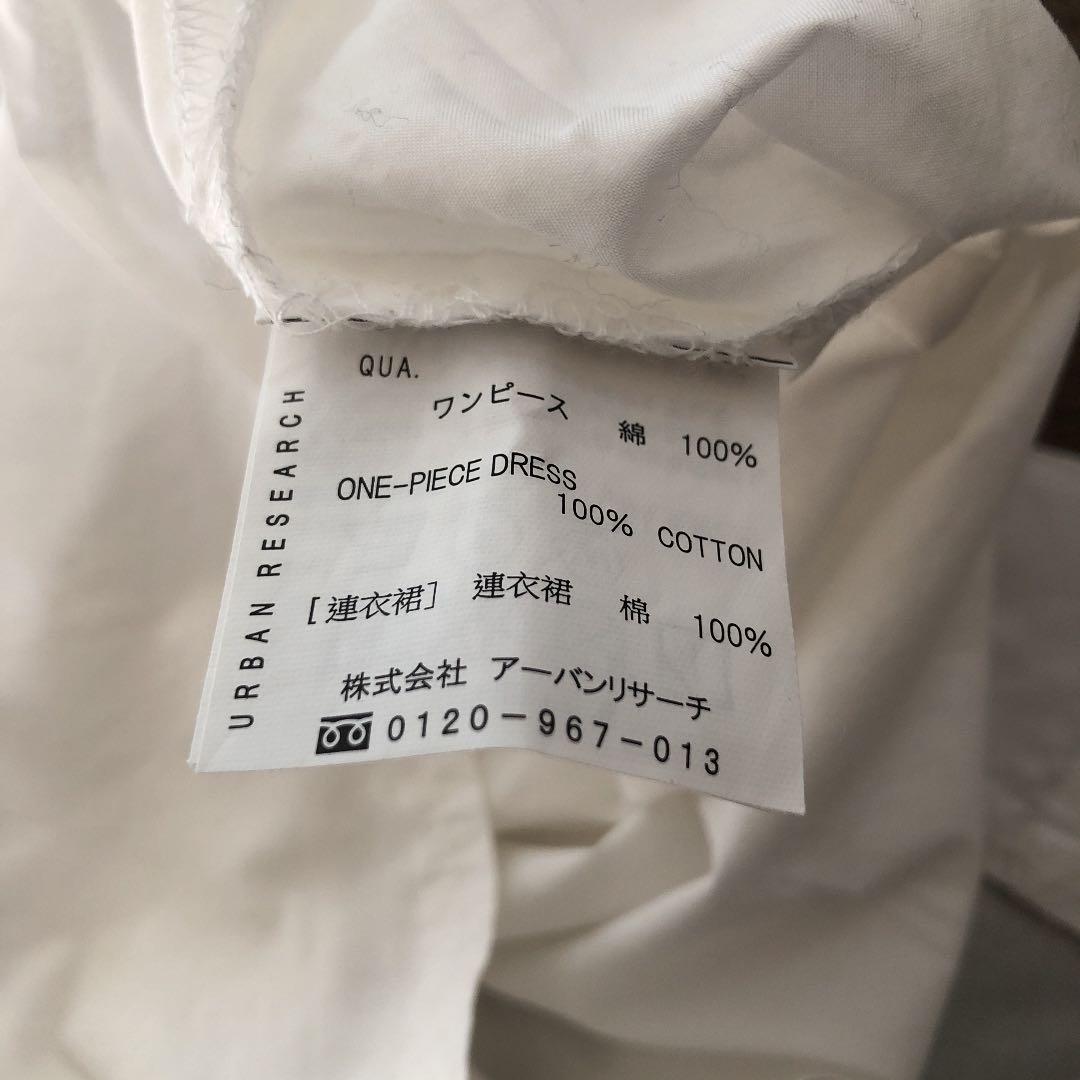 QUA.
ワンピース 綿 100%
ONE-PIECE DRESS
100% COTTON
[連衣裙] 連衣裙 棉 100%
株式会社 アーバンリサーチ
0120-967-013
URBAN RESEARCH